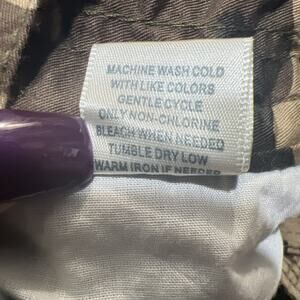 MACHINE WASH COLD
WITH LIKE COLORS
GENTLE CYCLE
ONLY NON-CHLORINE
BLEACH WHEN NEEDED
TUMBLE DRY LOW
WARM IRON IF NEEDED